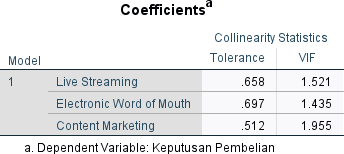 Coefficientsa
Collinearity Statistics
Model Tolerance VIF
1 Live Streaming .658 1.521
Electronic Word of Mouth .697 1.435
Content Marketing .512 1.955
a. Dependent Variable: Keputusan Pembelian